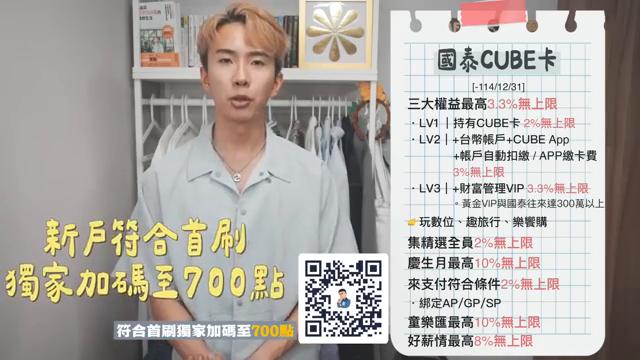 國泰CUBE卡
[-114/12/31]
三大權益最高3.3%無上限
・LV1｜持有CUBE卡 2%無上限
・LV2｜+台幣帳戶+CUBE App
+帳戶自動扣繳 / APP繳卡費
3%無上限
・LV3｜+財富管理VIP 3.3%無上限
。黃金VIP與國泰往來達300萬以上
👉玩數位、趣旅行、樂饗購
集精選全員2%無上限
慶生月最高10%無上限
來支付符合條件2%無上限
・綁定AP/GP/SP
童樂匯最高10%無上限
好薪情最高8%無上限
新戶符合首刷
獨家加碼至700點
符合首刷獨家加碼至700點